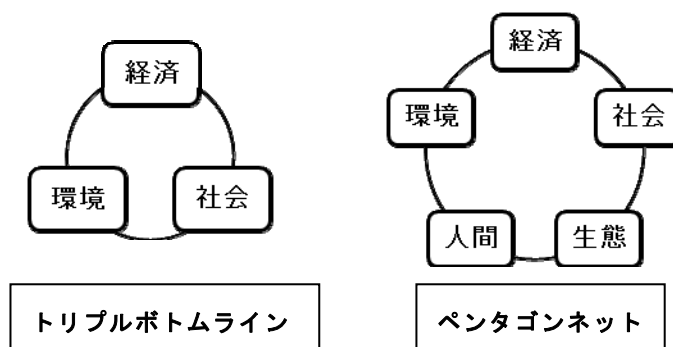 経済
環境
社会
トリプルボトムライン
経済
環境
社会
人間
生態
ペンタゴンネット